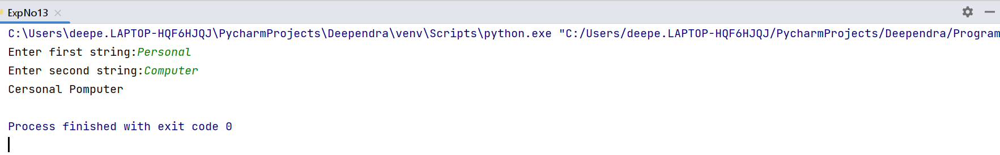 ExpNo13
C:\Users\deepe.LAPTOP-HQF6HJQJ\PycharmProjects\Deependra\venv\Scripts\python.exe "C:/Users/deepe.LAPTOP-HQF6HJQJ/PycharmProjects/Deependra/Program
Enter first string:Personal
Enter second string:Computer
Cersonal Pomputer
Process finished with exit code 0